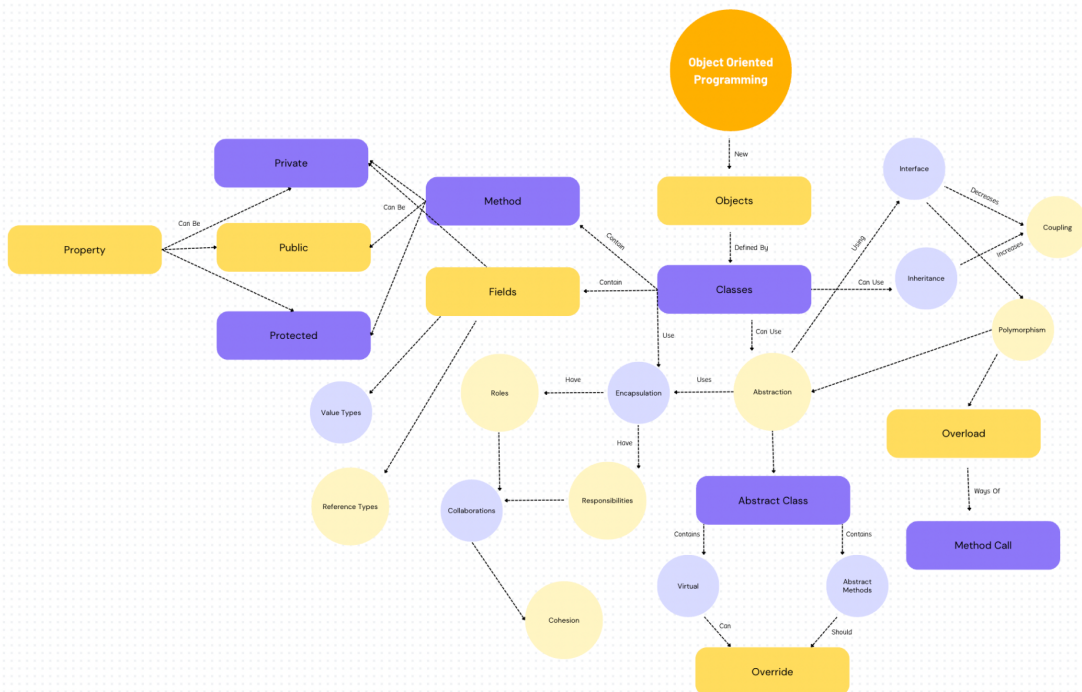 Object Oriented
Programming
New
Objects
Defined By
Classes
Private
Can Be
Property
Public
Protected
Can Be
Method
Contain
Fields
Contain
Use
Can Use
Can Use
Interface
Decreases
Coupling
Increases
Inheritance
Using
Polymorphism
Value Types
Reference Types
Roles
Have
Encapsulation
Uses
Abstraction
Have
Collaborations
Responsibilities
Cohesion
Abstract Class
Contains
Contains
Virtual
Abstract
Methods
Can
Should
Override
Overload
Ways Of
Method Call